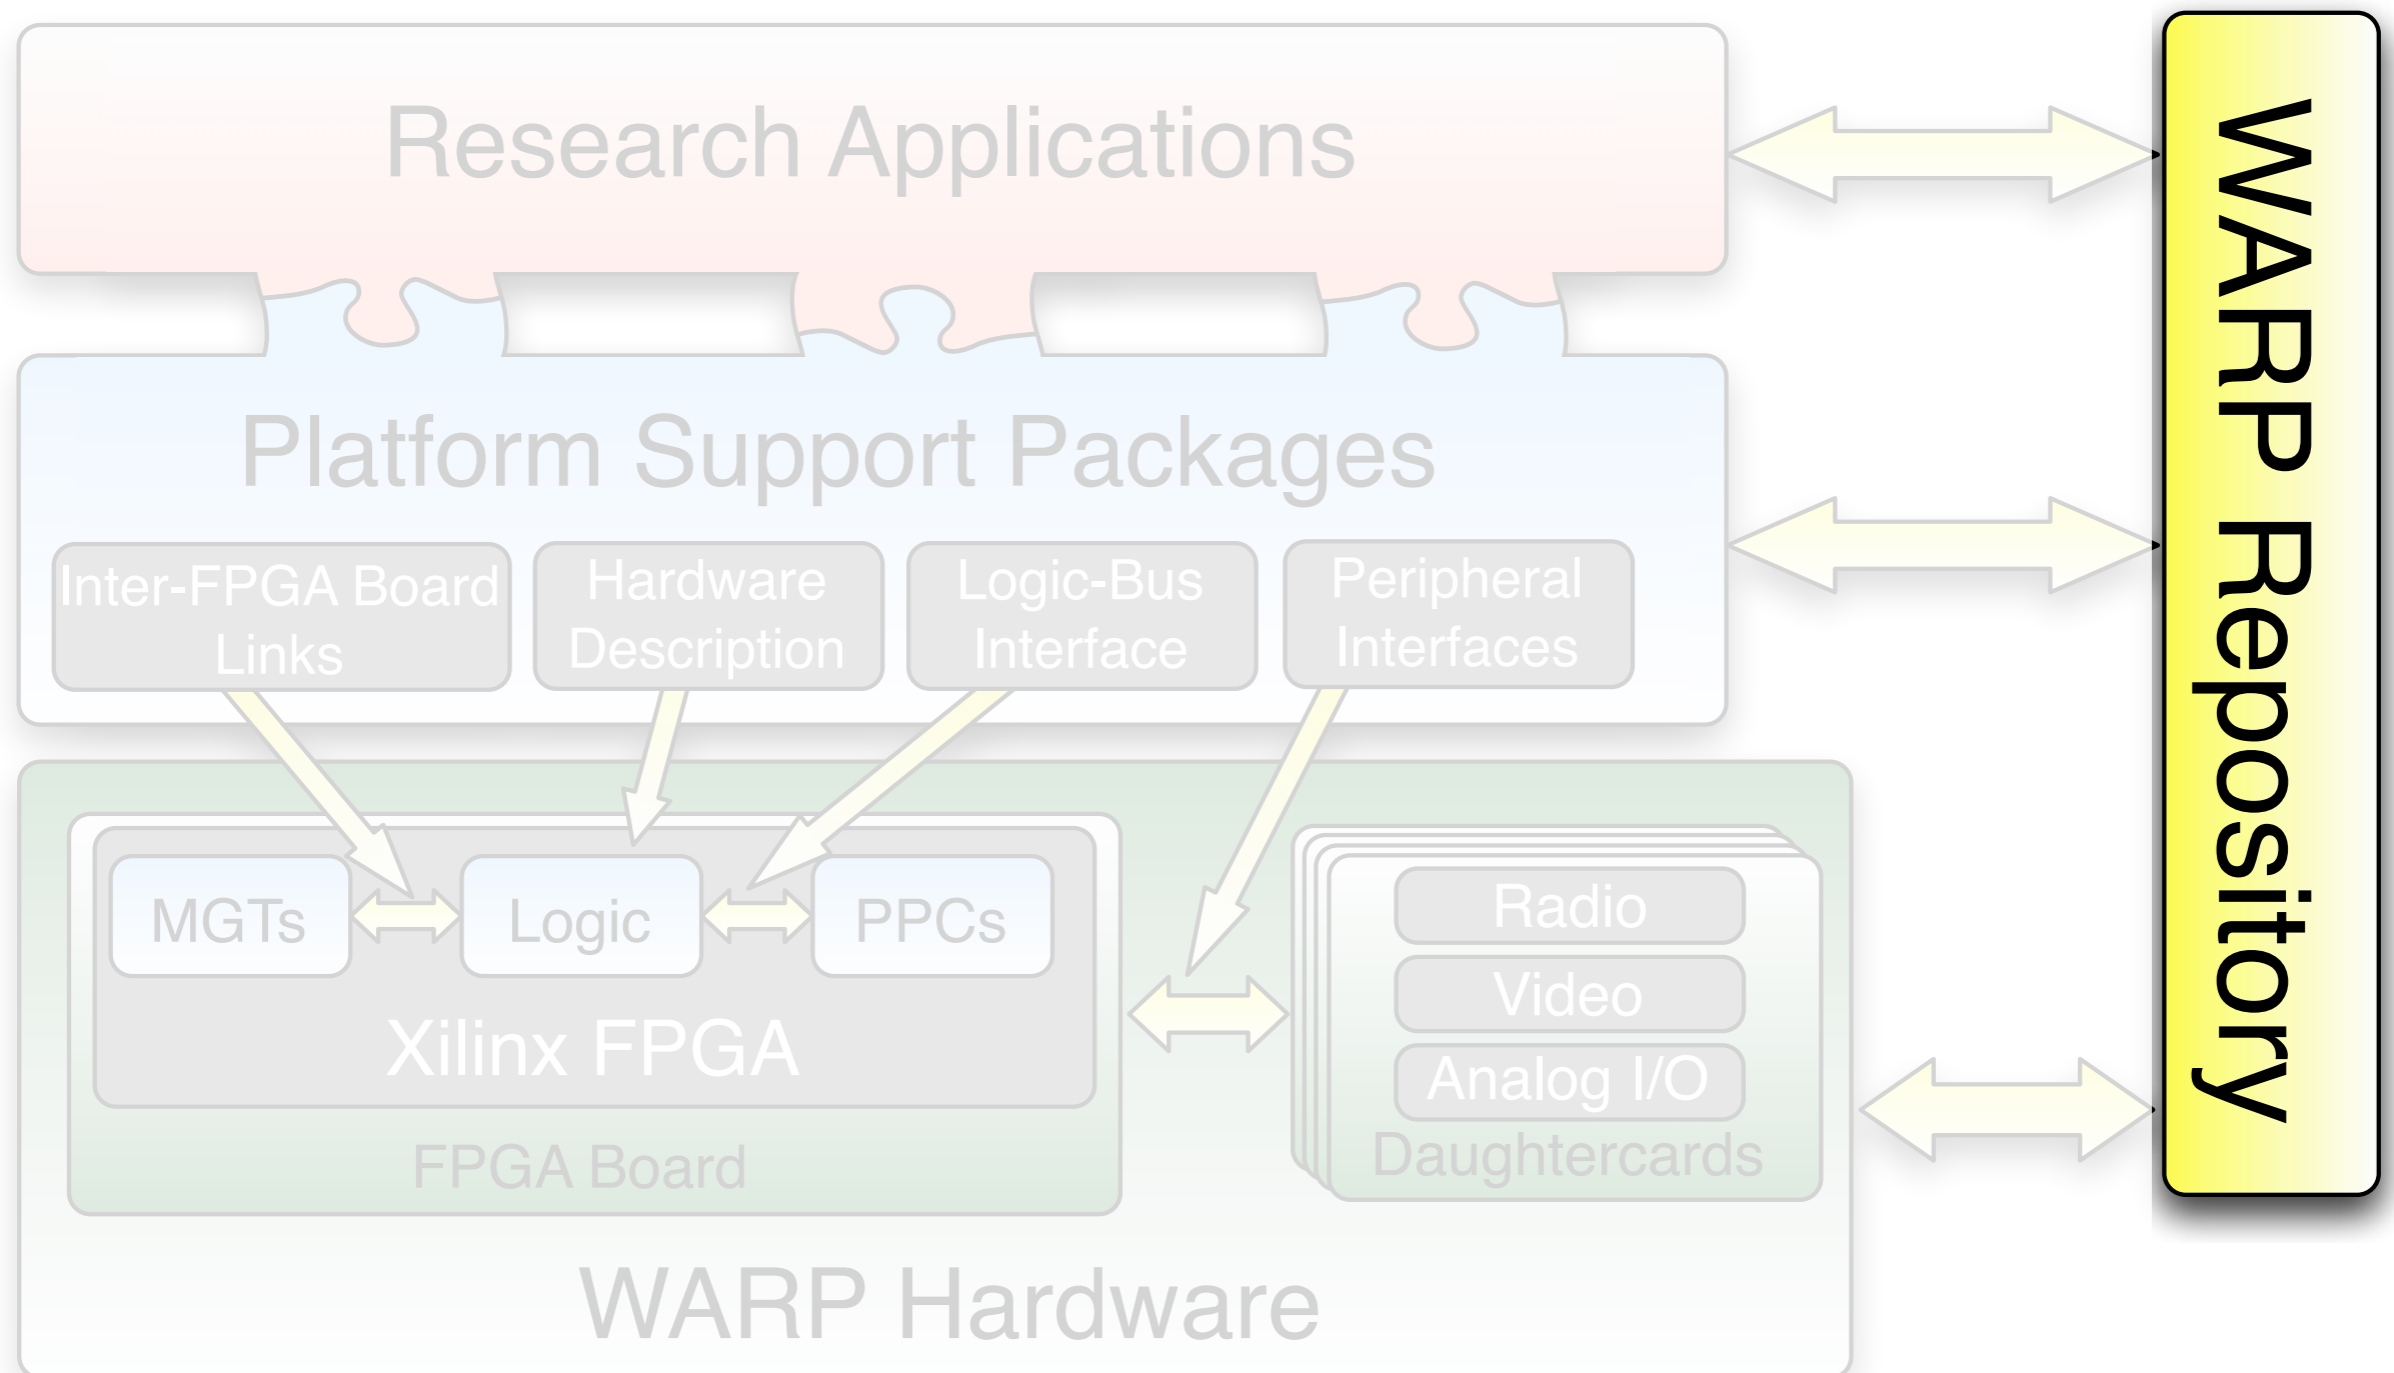 Research Applications
Platform Support Packages
Inter-FPGA Board
Links
Hardware
Description
Logic-Bus
Interface
Peripheral
Interfaces
MGTs
Logic
PPCs
Xilinx FPGA
FPGA Board
Radio
Video
Analog I/O
Daughtercards
WARP Hardware
WARP Repository